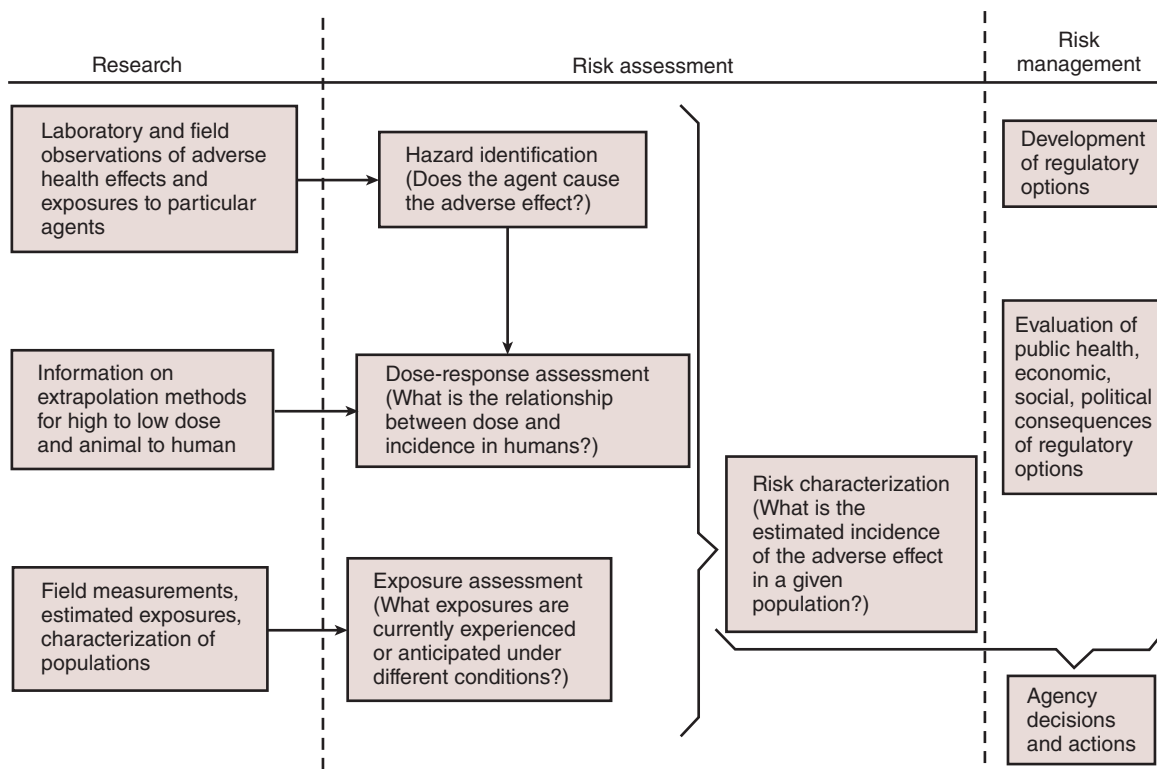 Research
Risk assessment
Risk
management
Laboratory and field
observations of adverse
health effects and
exposures to particular
agents
Hazard identification
(Does the agent cause
the adverse effect?)
Development
of regulatory
options
Information on
extrapolation methods
for high to low dose
and animal to human
Dose-response assessment
(What is the relationship
between dose and
incidence in humans?)
Evaluation of
public health,
economic,
social, political
consequences
of regulatory
options
Risk characterization
(What is the
estimated incidence
of the adverse effect
in a given
population?)
Field measurements,
estimated exposures,
characterization of
populations
Exposure assessment
(What exposures are
currently experienced
or anticipated under
different conditions?)
Agency
decisions
and actions